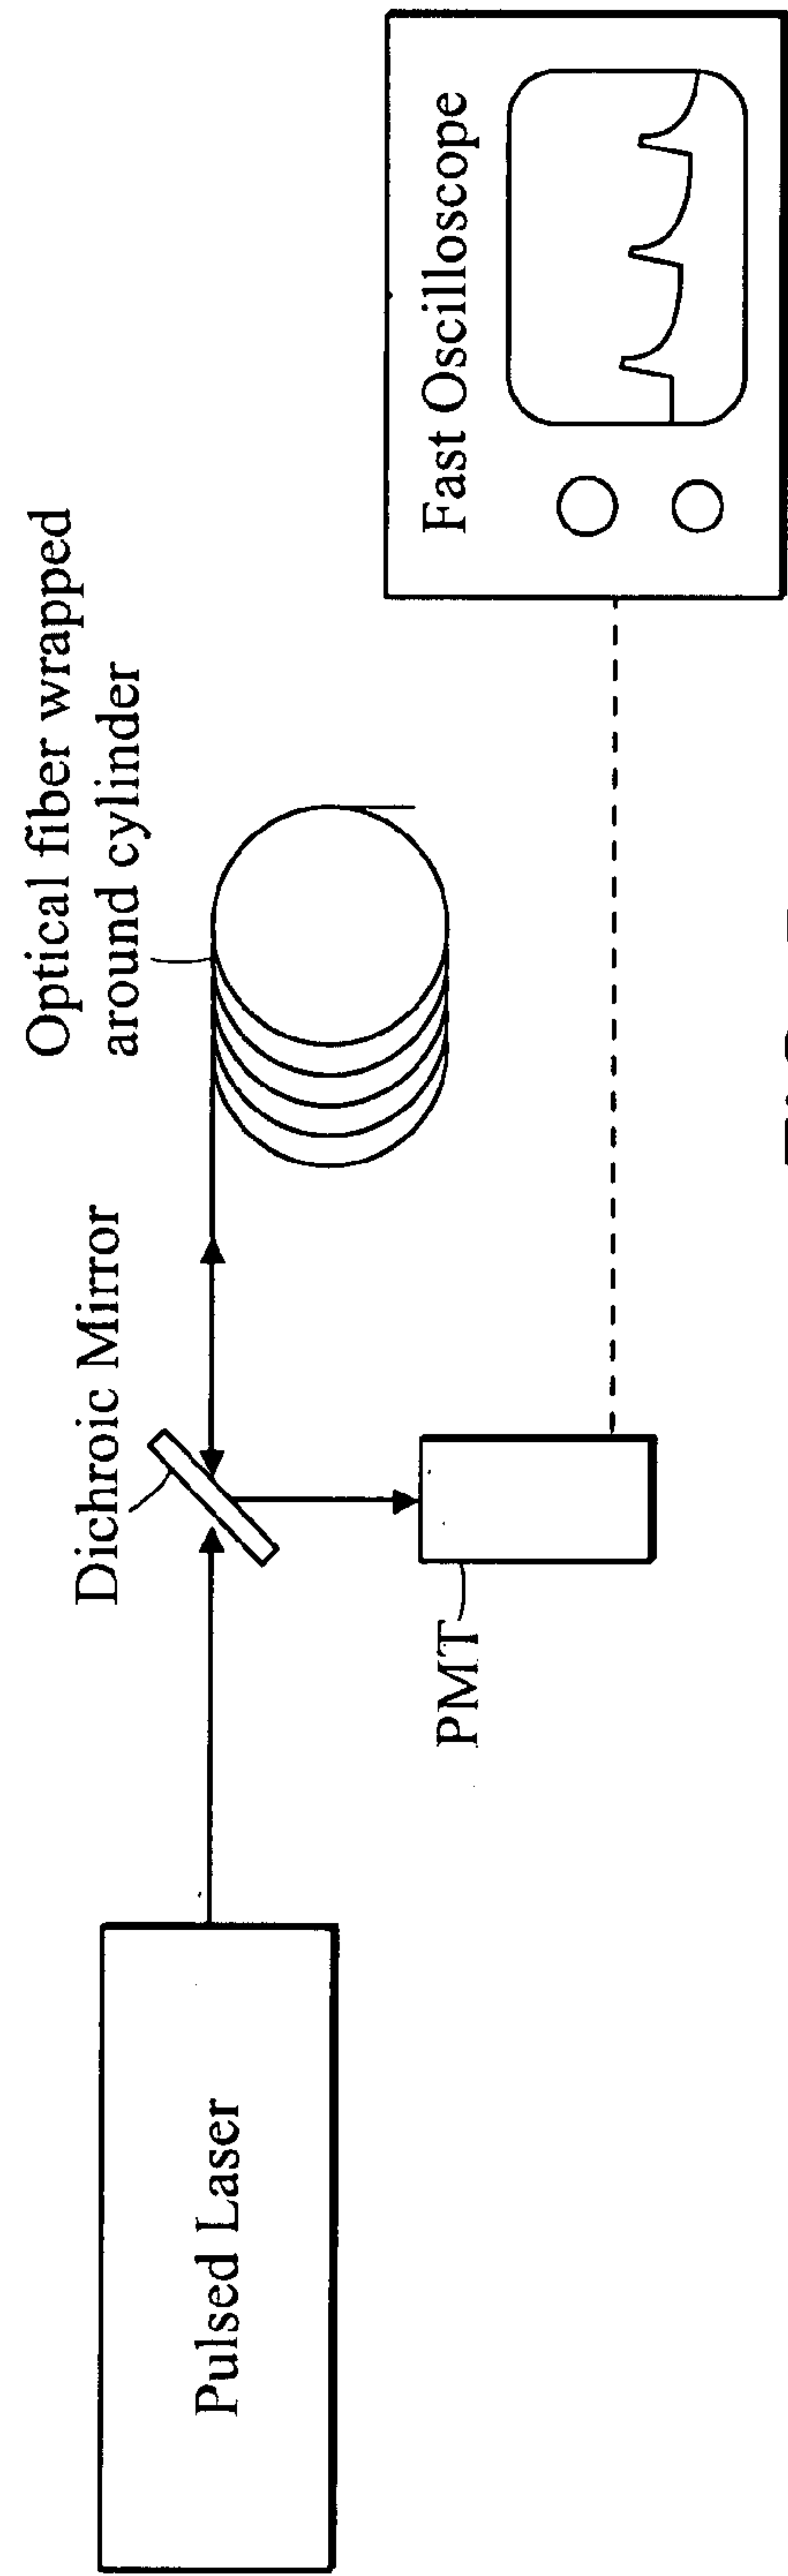 Pulsed Laser
Dichroic Mirror
PMT
Optical fiber wrapped
around cylinder
Fast Oscilloscope